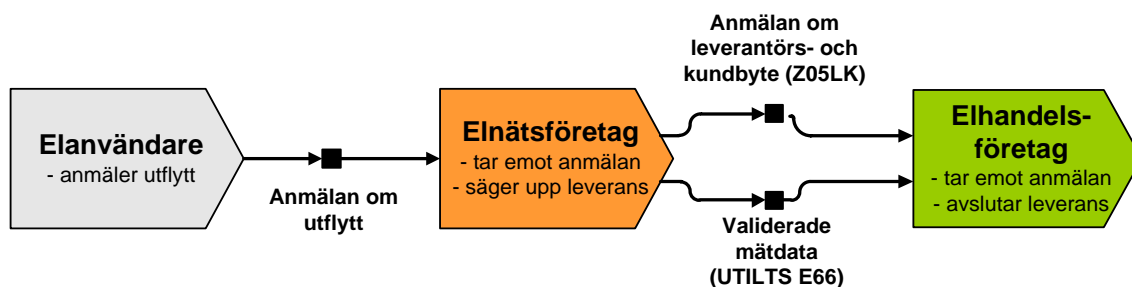 Elanvändare
- anmäler utflytt
Anmälan om
utflytt
Elnätsföretag
- tar emot anmälan
- säger upp leverans
Anmälan om
leverantörs- och
kundbyte (Z05LK)
Validerade
mätdata
(UTILTS E66)
Elhandels-
företag
- tar emot anmälan
- avslutar leverans